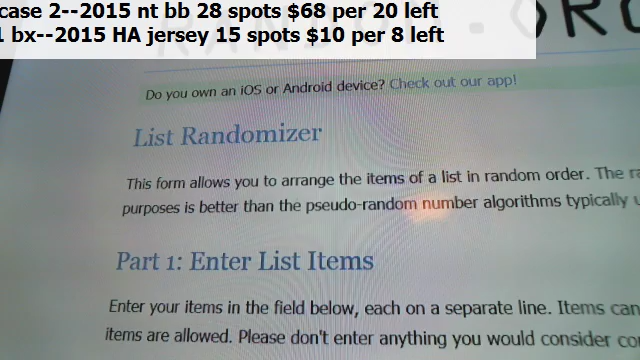 case 2--2015 nt bb 28 spots $68 per 20 left
bx--2015 HA jersey 15 spots $10 per 8 left
Do you own an iOS or Android device? Check out our app!
List Randomizer
This form allows you to arrange the items of a list in random order. The
purposes is better than the pseudo-random number algorithms typically
Part 1: Enter List Items
Enter your items in the field below, each on a separate line. Items can
items are allowed. Please don't enter anything you would consider